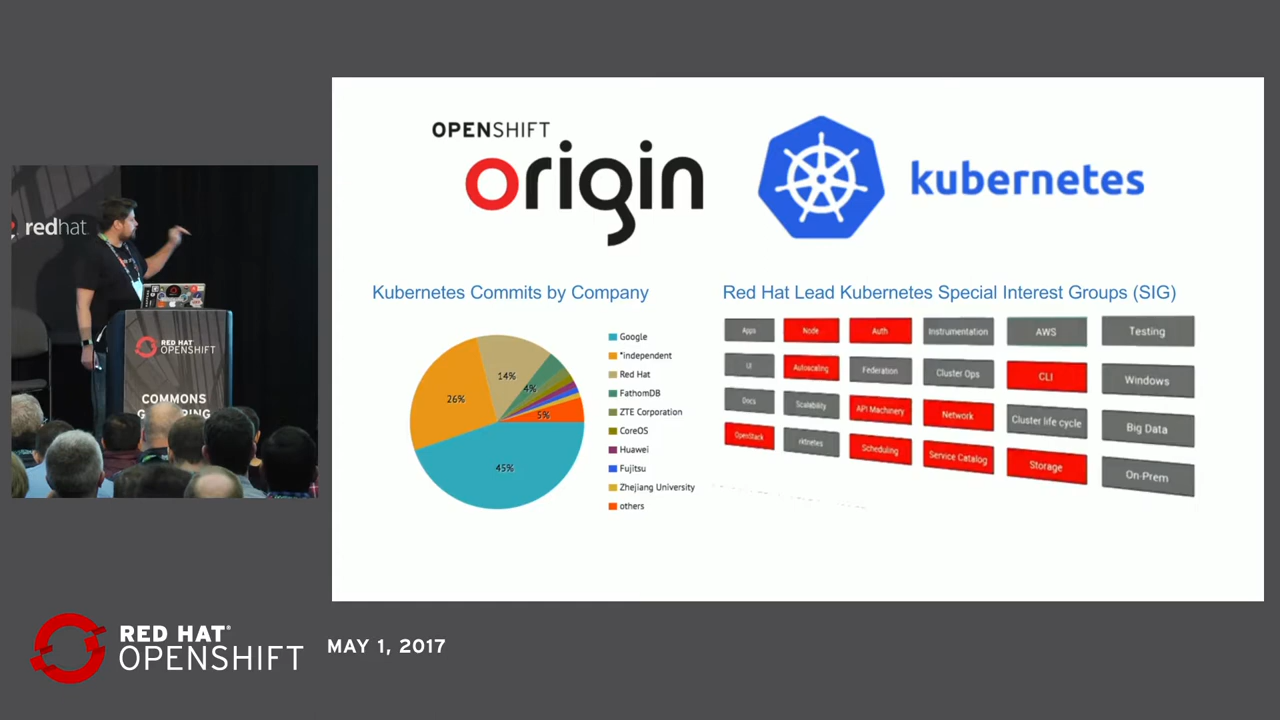 OPENSHIFT
origin
kubernetes
Kubernetes Commits by Company
Red Hat Lead Kubernetes Special Interest Groups (SIG)
14%
4%
26%
5%
45%
Google
*independent
Red Hat
FathomDB
ZTE Corporation
CoreOS
Huawei
Fujitsu
Zhejiang University
others
Apps
Node
Auth
Instrumentation
AWS
Testing
UI
Autoscaling
Federation
Cluster Ops
CLI
Windows
Docs
Scalability
API Machinery
Network
Cluster life cycle
Big Data
OpenStack
rktnetes
Scheduling
Service Catalog
Storage
On-Prem
redhat
RED HAT
OPENSHIFT
COMMONS
RED HAT®
OPENSHIFT
MAY 1, 2017